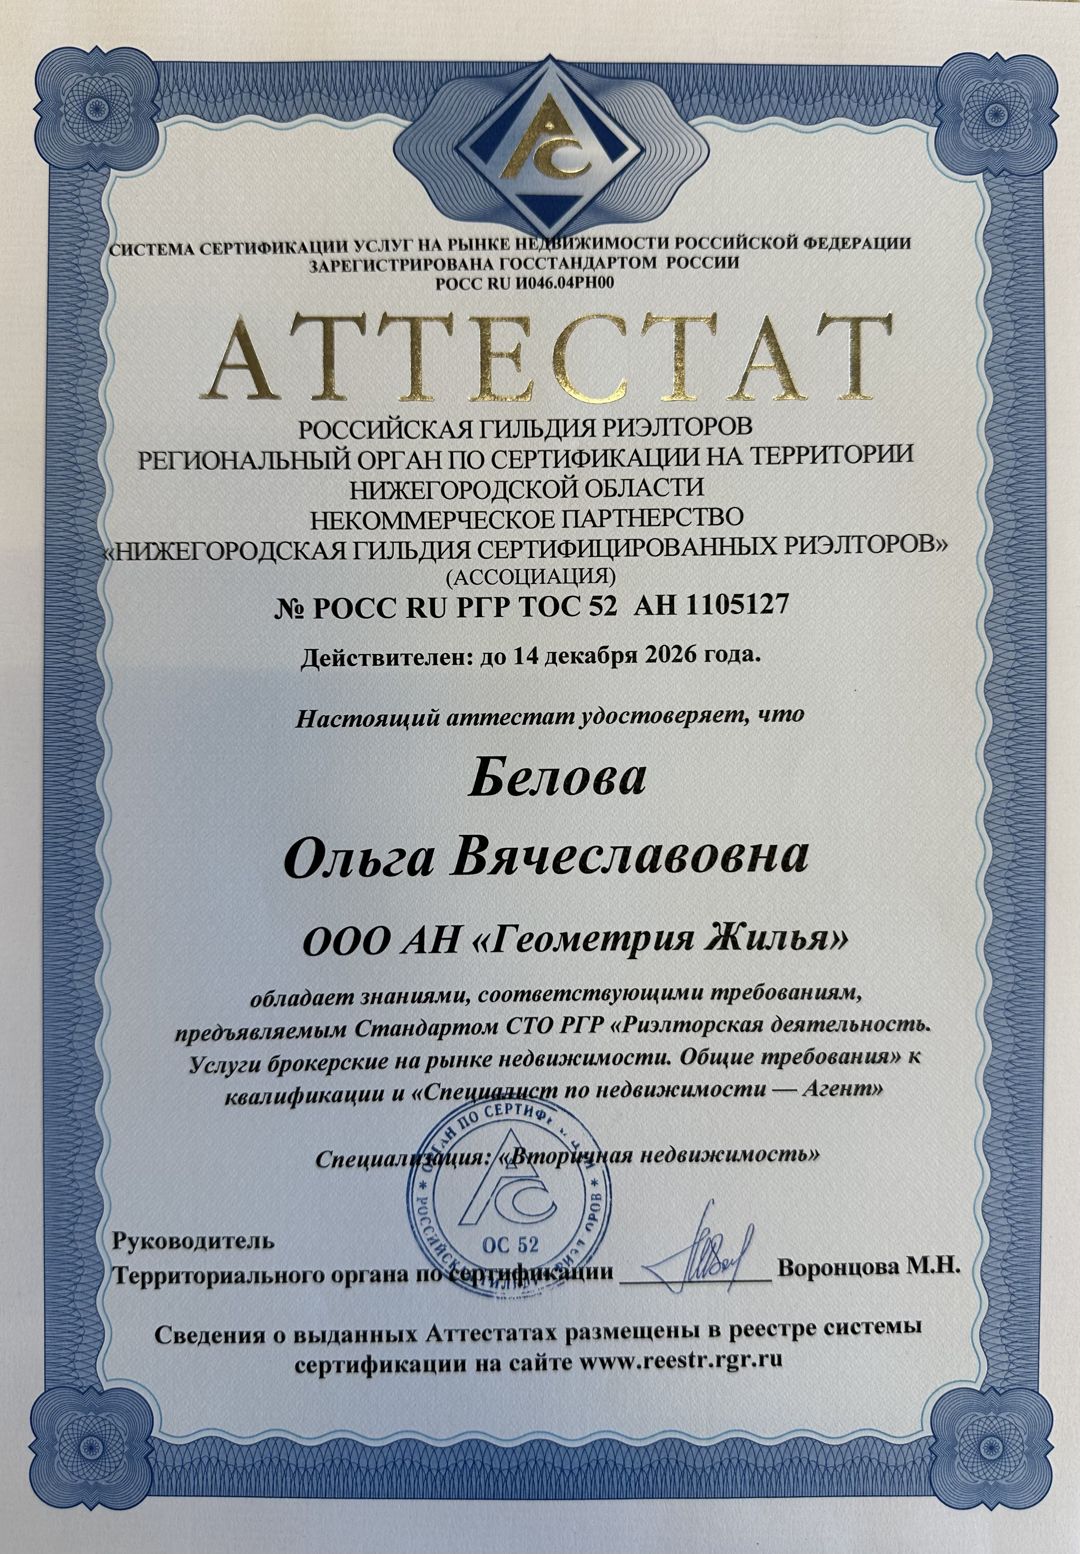 АС
СИСТЕМА СЕРТИФИКАЦИИ УСЛУГ НА РЫНКЕ НЕДВИЖИМОСТИ РОССИЙСКОЙ ФЕДЕРАЦИИ
ЗАРЕГИСТРИРОВАНА ГОССТАНДАРТОМ РОССИИ
РОСС RU И046.04РН00
АТТЕСТАТ
РОССИЙСКАЯ ГИЛЬДИЯ РИЭЛТОРОВ
РЕГИОНАЛЬНЫЙ ОРГАН ПО СЕРТИФИКАЦИИ НА ТЕРРИТОРИИ
НИЖЕГОРОДСКОЙ ОБЛАСТИ
НЕКОММЕРЧЕСКОЕ ПАРТНЕРСТВО
«НИЖЕГОРОДСКАЯ ГИЛЬДИЯ СЕРТИФИЦИРОВАННЫХ РИЭЛТОРОВ»
(АССОЦИАЦИЯ)
№ РОСС RU РГР ТОС 52 АН 1105127
Действителен: до 14 декабря 2026 года.
Настоящий аттестат удостоверяет, что
Белова
Ольга Вячеславовна
ООО АН «Геометрия Жилья»
обладает знаниями, соответствующими требованиям,
предъявляемым Стандартом СТО РГР «Риэлторская деятельность.
Услуги брокерские на рынке недвижимости. Общие требования» к
квалификации и «Специалист по недвижимости — Агент»
Специализация: «Вторичная недвижимость»
ОРГАН ПО
АС
ОС 52
Руководитель
Территориального органа по сертификации Воронцова М.Н.
Сведения о выданных Аттестатах размещены в реестре системы
сертификации на сайте www.reestr.rgr.ru